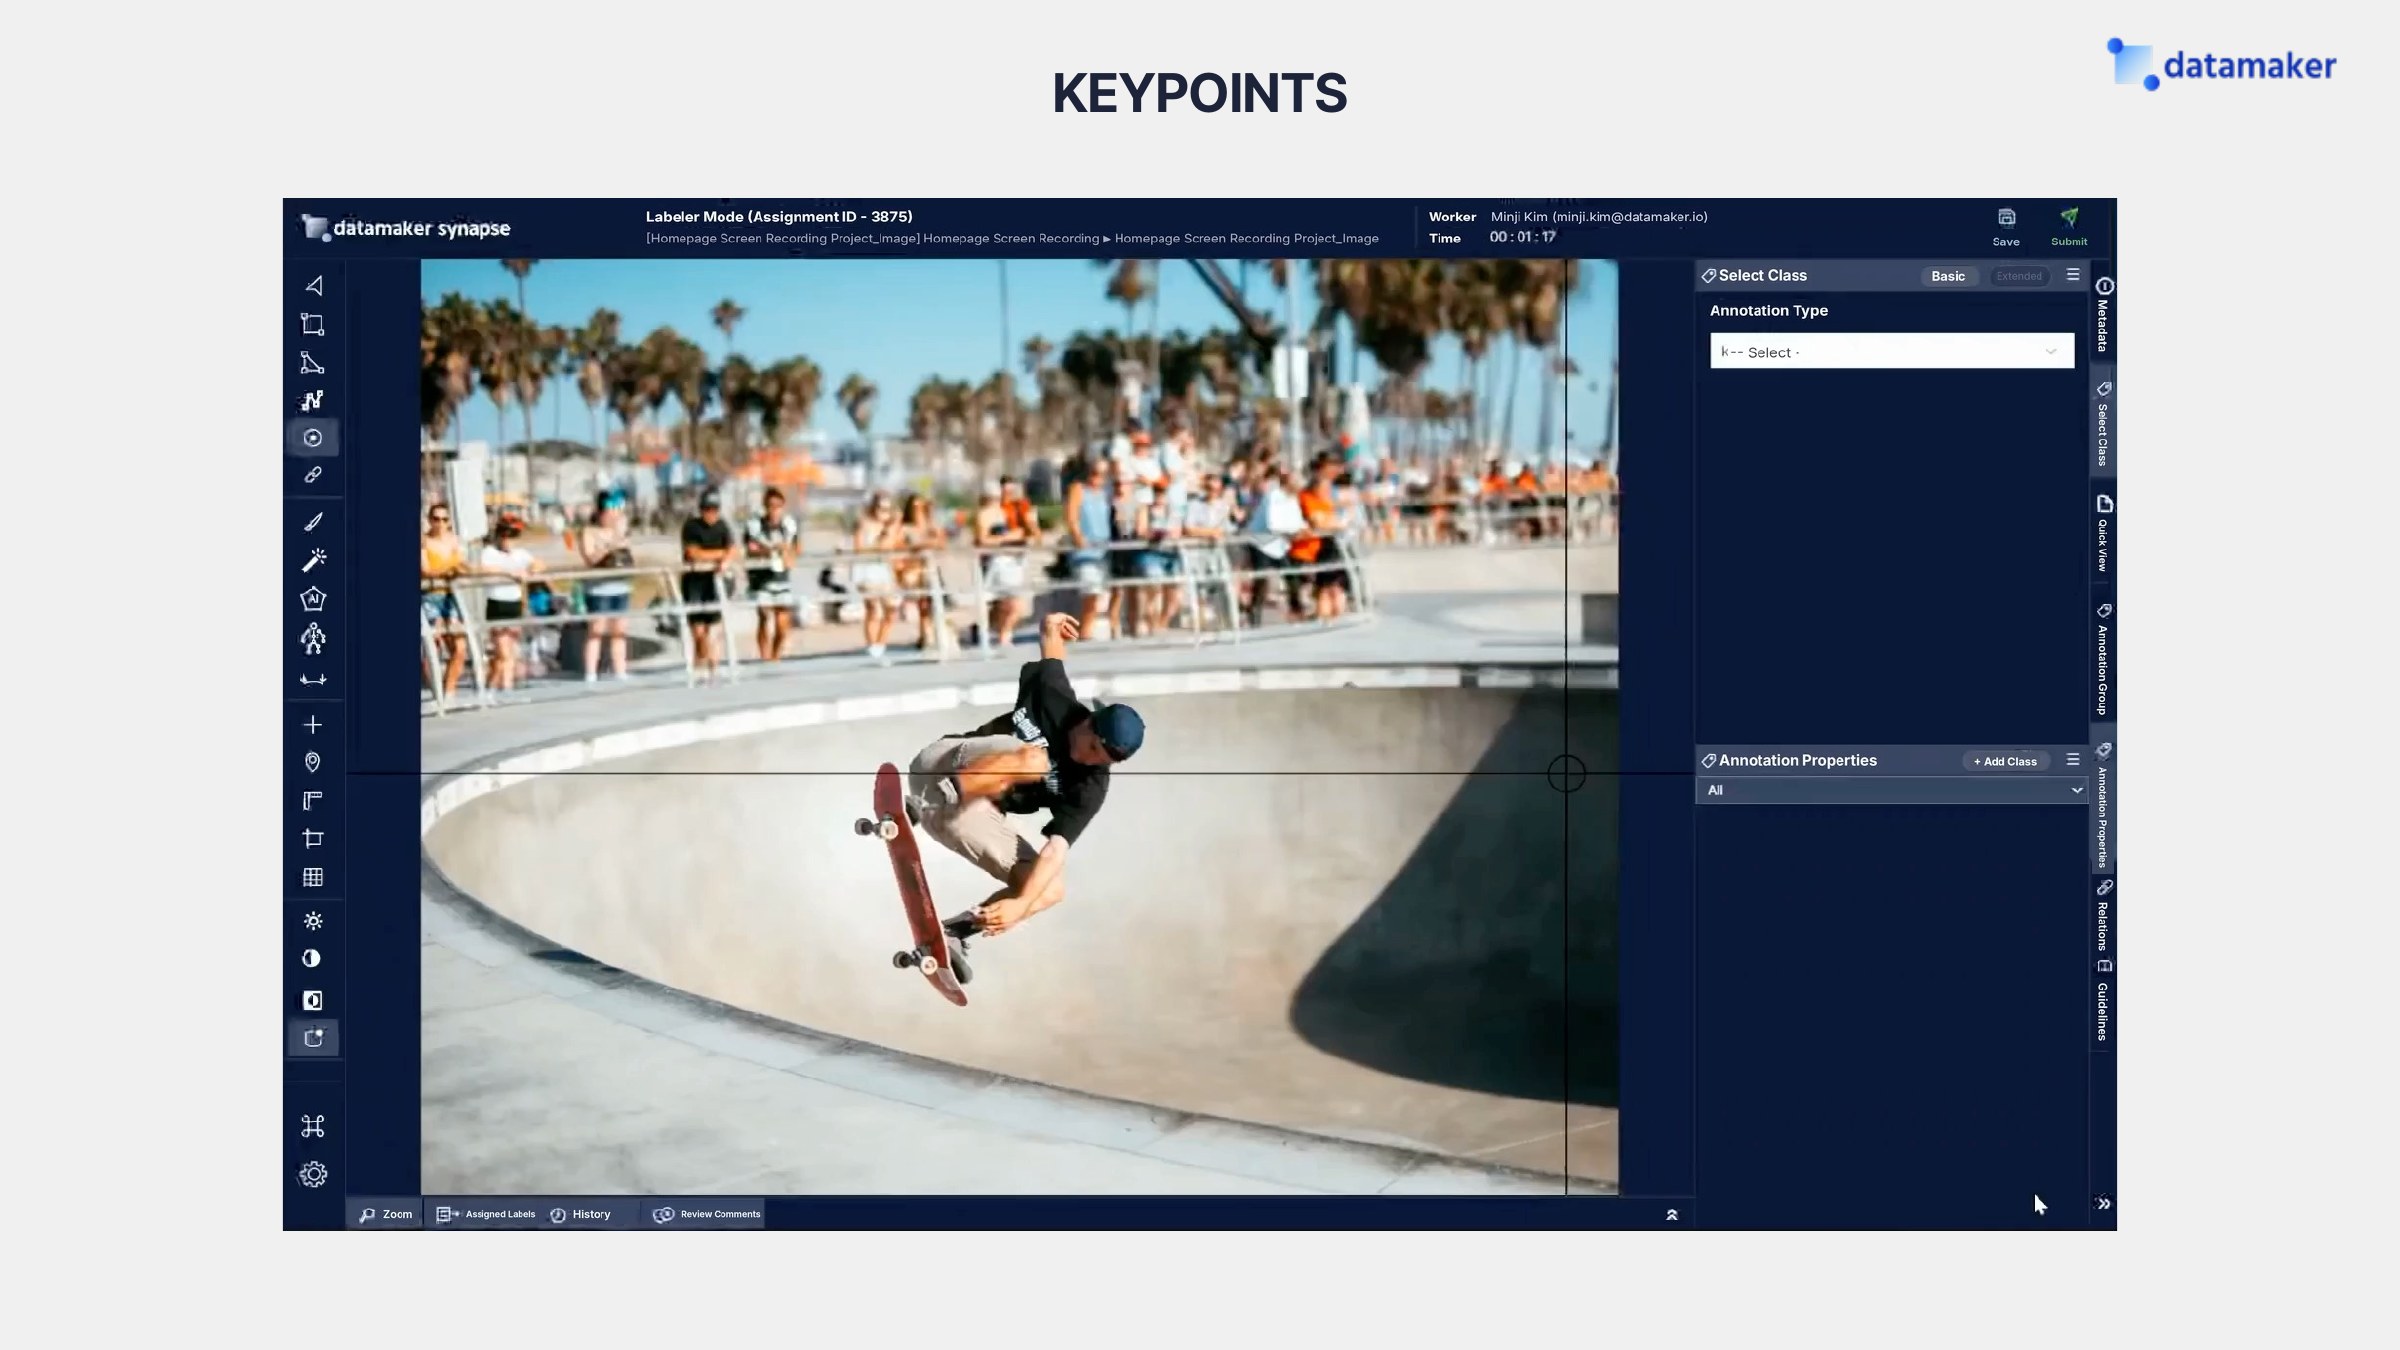 KEYPOINTS
datamaker
datamaker synapse
Labeler Mode (Assignment ID - 3875)
[Homepage Screen Recording Project_Image] Homepage Screen Recording ▸ Homepage Screen Recording Project_Image
Worker Minji Kim (minji.kim@datamaker.io)
Time 00:01:17
Save
Submit
Select Class
Basic
Extended
Annotation Type
-- Select -
Annotation Properties
+ Add Class
All
Metadata
Select Class
Quick View
Annotation Group
Annotation Properties
Relations
Guidelines
AI
Zoom
Assigned Labels
History
Review Comments